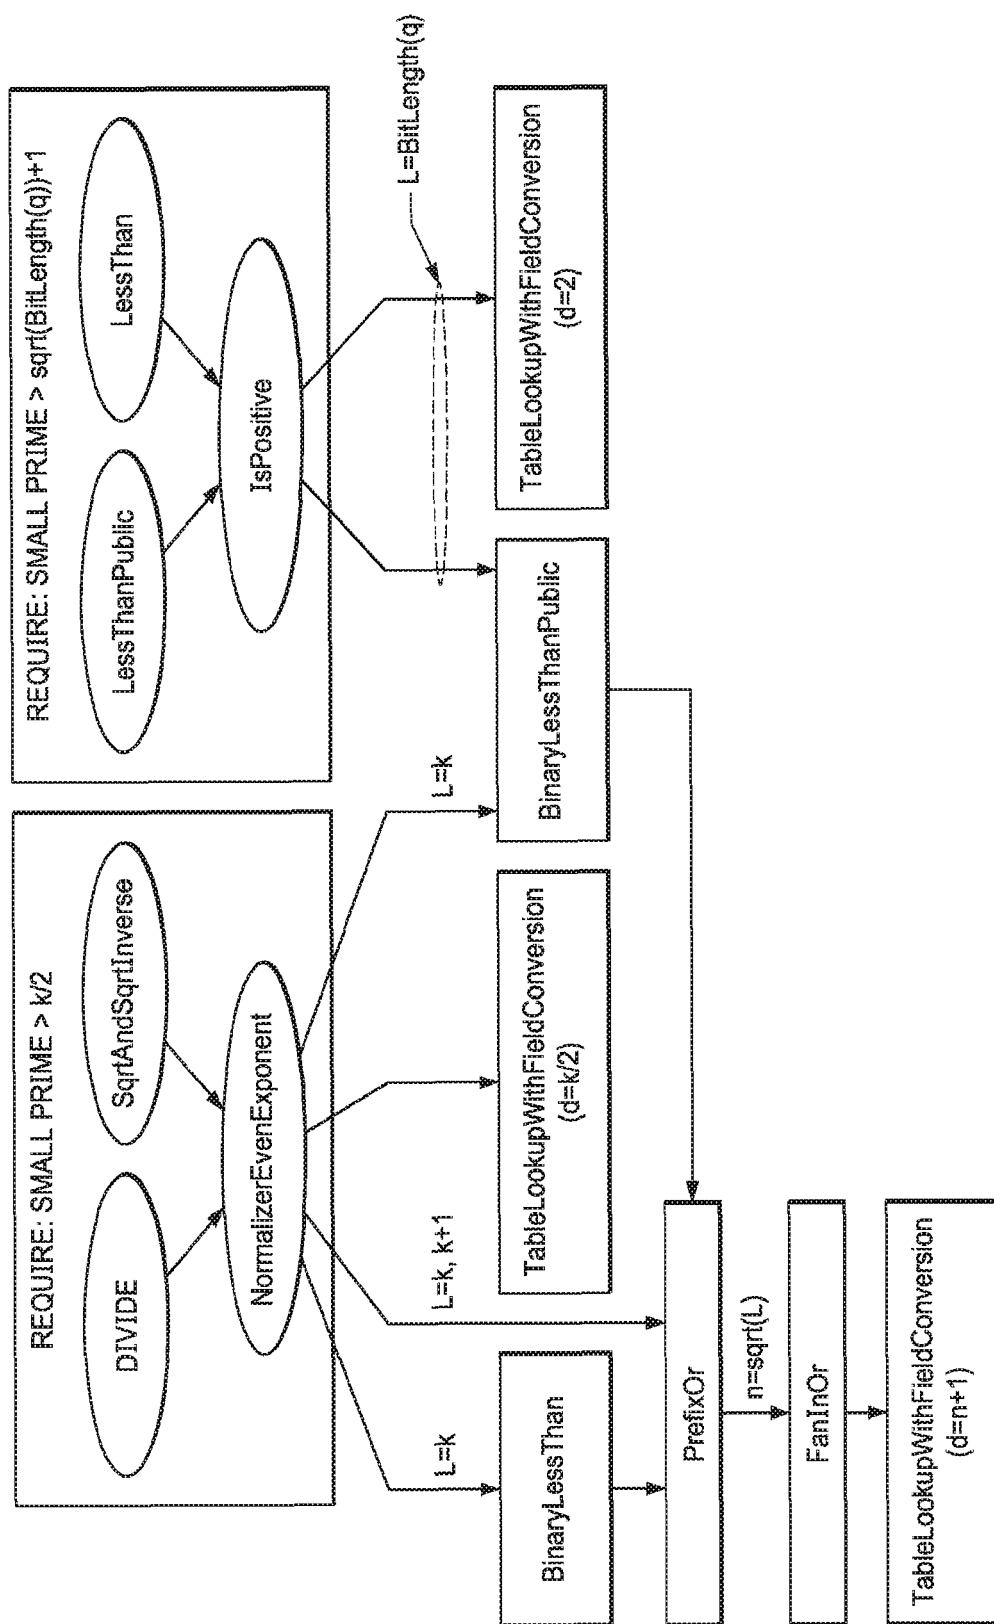 REQUIRE: SMALL PRIME > k/2
DIVIDE
SqrtAndSqrtInverse
NormalizerEvenExponent
REQUIRE: SMALL PRIME > sqrt(BitLength(q))+1
LessThanPublic
LessThan
IsPositive
L=k
L=k, k+1
L=k
L=BitLength(q)
BinaryLessThan
TableLookupWithFieldConversion
(d=k/2)
BinaryLessThanPublic
TableLookupWithFieldConversion
(d=2)
PrefixOr
n=sqrt(L)
FanInOr
TableLookupWithFieldConversion
(d=n+1)